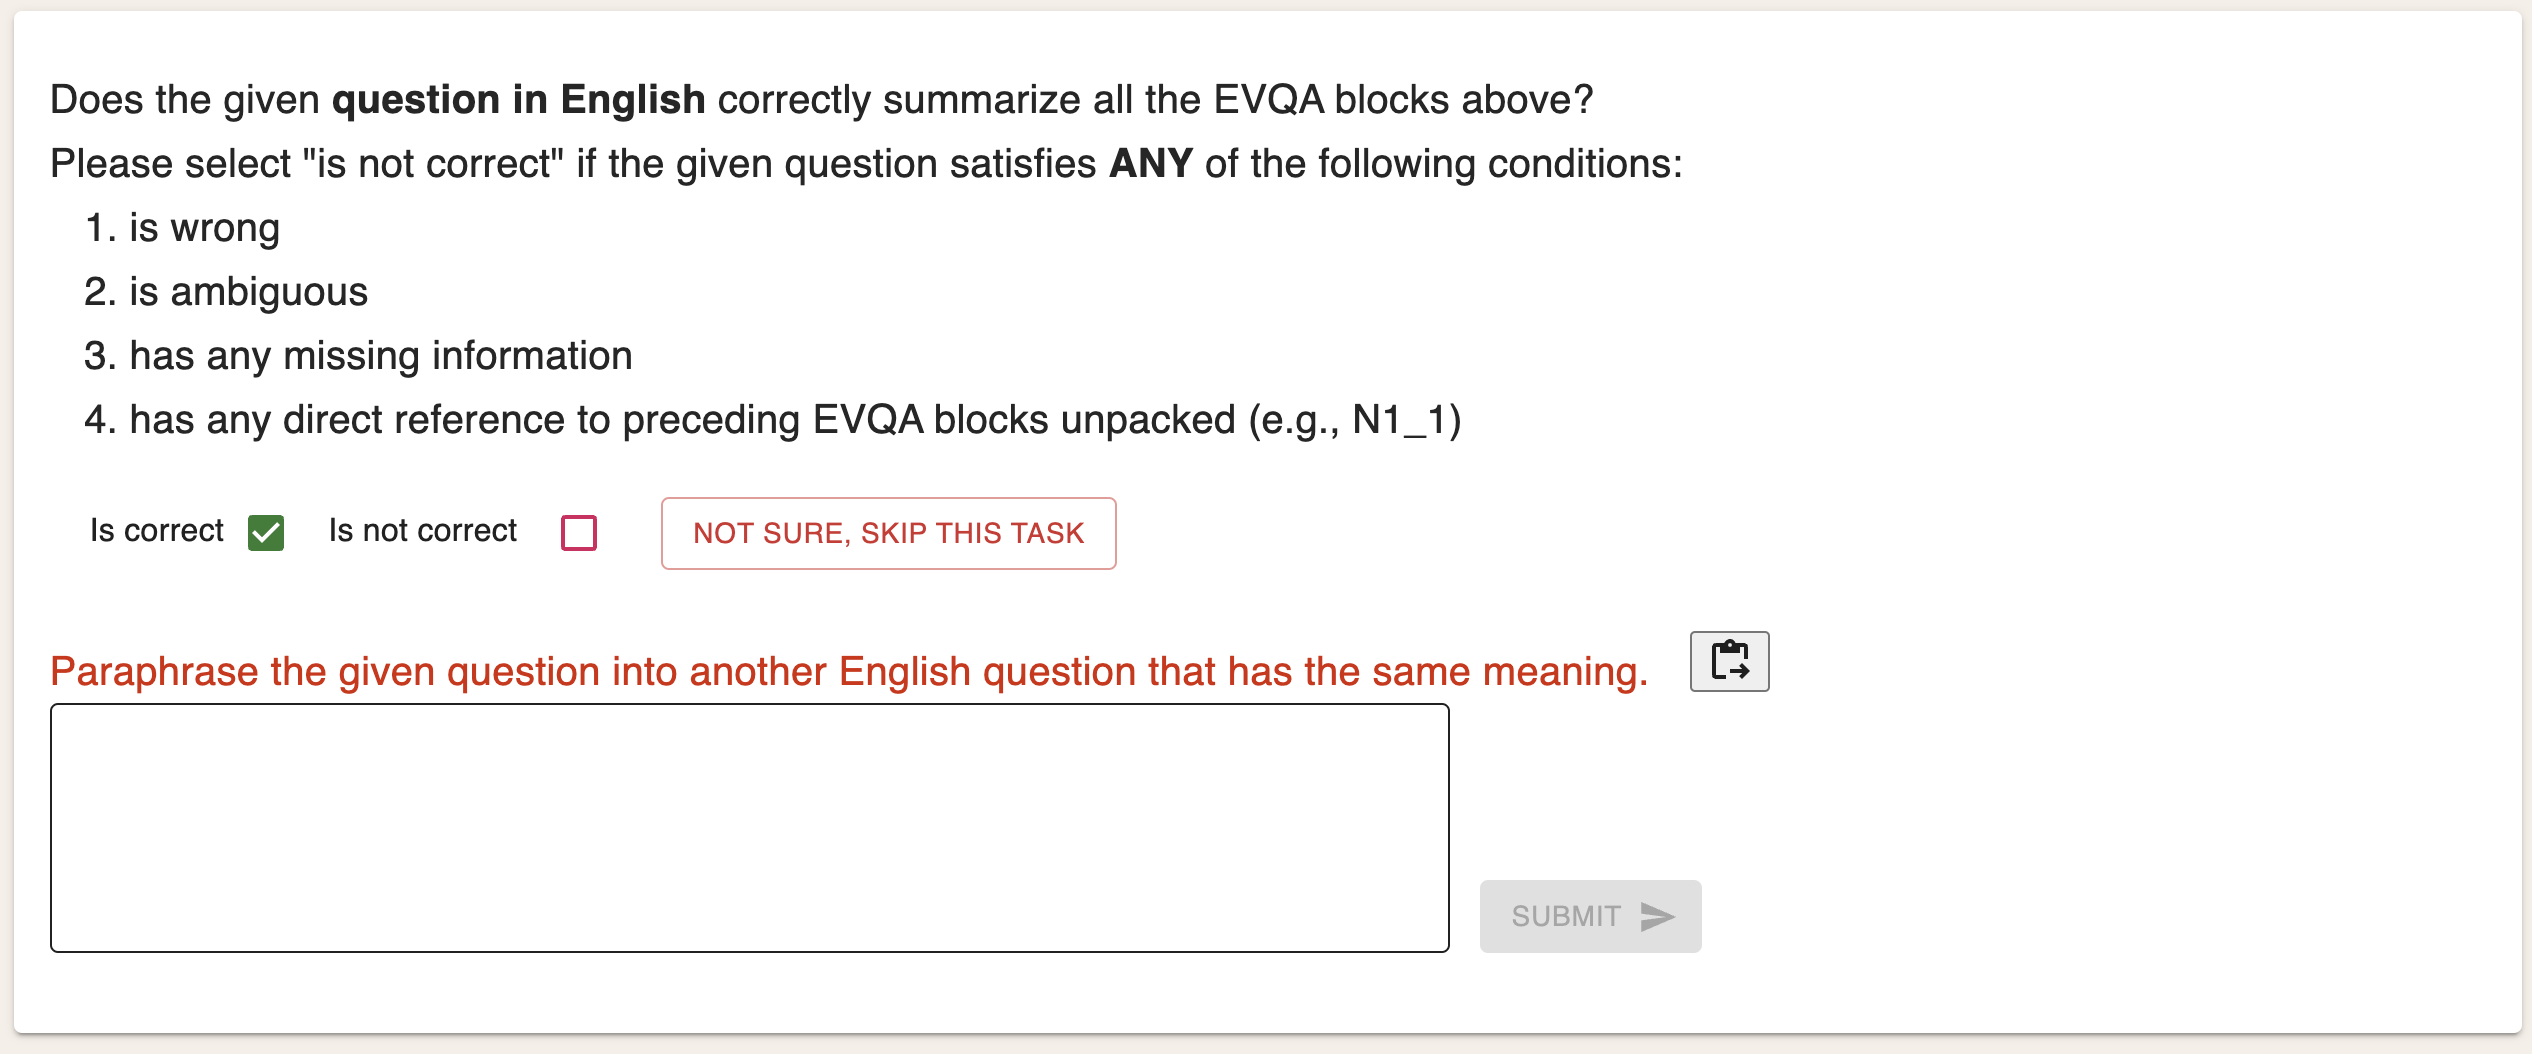 Does the given question in English correctly summarize all the EVQA blocks above?
Please select "is not correct" if the given question satisfies ANY of the following conditions:
1. is wrong
2. is ambiguous
3. has any missing information
4. has any direct reference to preceding EVQA blocks unpacked (e.g., N1_1)
Is correct Is not correct NOT SURE, SKIP THIS TASK
Paraphrase the given question into another English question that has the same meaning.
SUBMIT